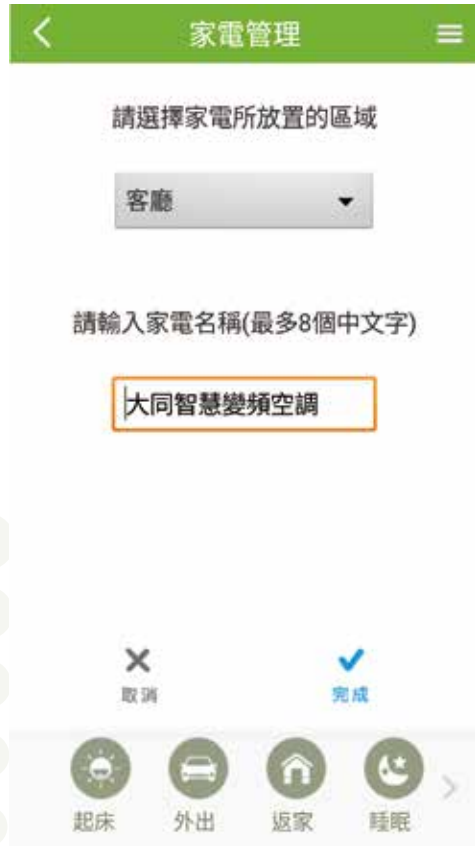 家電管理
請選擇家電所放置的區域
客廳
請輸入家電名稱(最多8個中文字)
大同智慧變頻空調
取消 完成
起床 外出 返家 睡眠